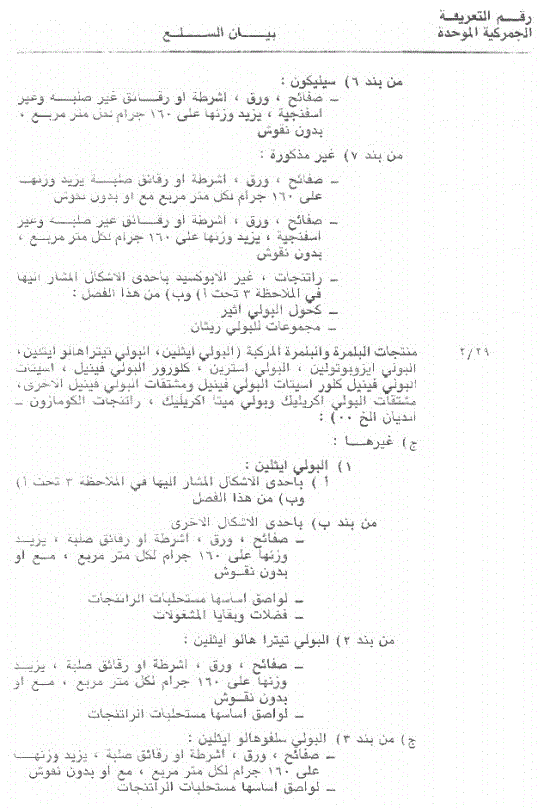 رقم التعريفة
الجمركية الموحدة
بيان السلع
من بند ٦) سيليكون :
ـ صفائح ، ورق ، اشرطة او رقائق غير صلبه وغير
اسفنجية ، يزيد وزنها على ١٦٠ جرام لكل متر مربع ،
بدون نقوش
من بند ٧) غير مذكورة :
ـ صفائح ، ورق ، اشرطة او رقائق صلبة يزيد وزنها
على ١٦٠ جرام لكل متر مربع مع او بدون نقوش
ـ صفائح ، ورق ، اشرطة او رقائق غير صلبه وغير
اسفنجية ، يزيد وزنها على ١٦٠ جرام لكل متر مربع ،
بدون نقوش
ـ راتنجات ، غير الايوكسيد باحدى الاشكال المشار اليها
في الملاحظة ٣ تحت أ) وب) من هذا الفصل :
ـ كحول البولي اثير
ـ مجموعات للبولي ريثان
٢/٣٩ منتجات البلمرة والبلمرة المركبة (البولي ايثلين، البولي تيتراهالو ايثلين،
البولي ايزوبوتولين ، البولي استرين ، كلورور البولي فينيل ، اسيتات
البولي فينيل كلور اسيتات البولي فينيل ومشتقات البولي فينيل الاخرى،
مشتقات البولي اكريليك وبولي ميتا اكريليك ، راتنجات الكومازون ـ
انديان الخ ٠٠) :
ج) غيرها :
١) البولي ايثلين :
أ ) باحدى الاشكال المشار اليها في الملاحظة ٣ تحت أ)
وب) من هذا الفصل
من بند ب) باحدى الاشكال الاخرى
ـ صفائح ، ورق ، اشرطة او رقائق صلبة ، يزيد
وزنها على ١٦٠ جرام لكل متر مربع ، مع او
بدون نقوش
ـ لواصق اساسها مستحلبات الراتنجات
ـ فضلات وبقايا المشغولات
من بند ٢) البولي تيترا هالو ايثلين :
ـ صفائح ، ورق ، اشرطة او رقائق صلبة ، يزيد
وزنها على ١٦٠ جرام لكل متر مربع ، مع او
بدون نقوش
ـ لواصق اساسها مستحلبات الراتنجات
ج) من بند ٣) البولي سلفوهالو ايثلين :
ـ صفائح ، ورق ، اشرطة او رقائق صلبة ، يزيد وزنها
على ١٦٠ جرام لكل متر مربع ، مع او بدون نقوش
ـ لواصق اساسها مستحلبات الراتنجات